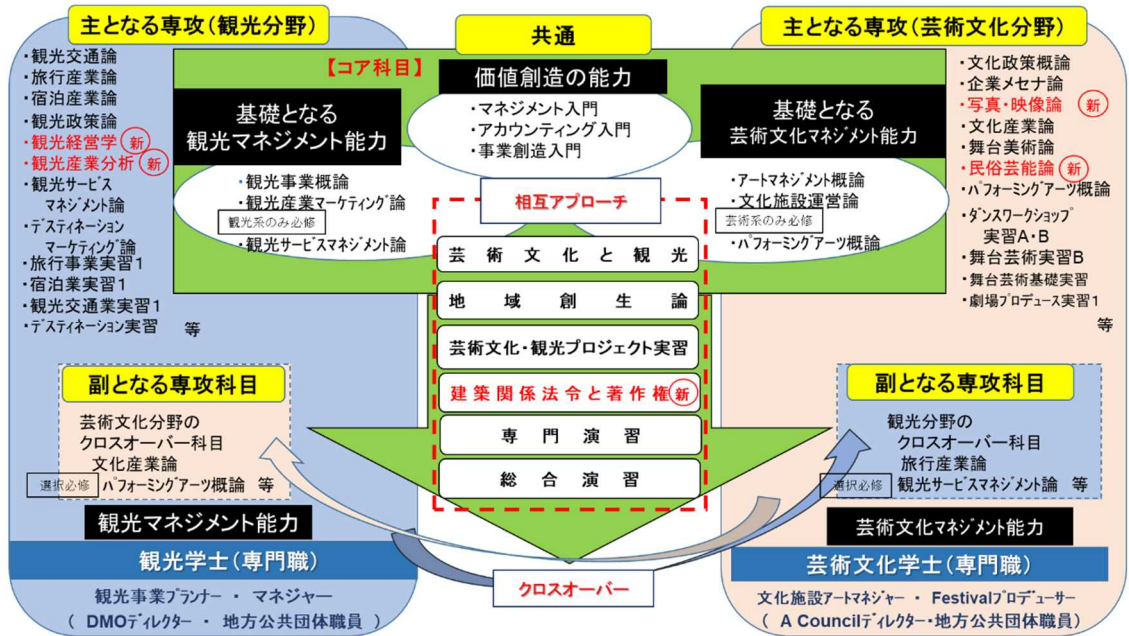 主となる専攻(観光分野)
・観光交通論
・旅行産業論
・宿泊産業論
・観光政策論
・観光経営学 新
・観光産業分析 新
・観光サービス
マネジメント論
・デスティネーション
マーケティング論
・旅行事業実習1
・宿泊業実習1
・観光交通業実習1
・デスティネーション実習 等
共通
【コア科目】
価値創造の能力
・マネジメント入門
・アカウンティング入門
・事業創造入門
基礎となる
観光マネジメント能力
・観光事業概論
・観光産業マーケティング論
観光系のみ必修
・観光サービスマネジメント論
基礎となる
芸術文化マネジメント能力
・アートマネジメント概論
・文化施設運営論
芸術系のみ必修
・パフォーミングアーツ概論
相互アプローチ
芸術文化と観光
地域創生論
芸術文化・観光プロジェクト実習
建築関係法令と著作権 新
専門演習
総合演習
クロスオーバー
主となる専攻(芸術文化分野)
・文化政策概論
・企業メセナ論
・写真・映像論 新
・文化産業論
・舞台美術論
・民俗芸能論 新
・パフォーミングアーツ概論
・ダンスワークショップ
実習A・B
・舞台芸術実習B
・舞台芸術基礎実習
・劇場プロデュース実習1
等
副となる専攻科目
芸術文化分野の
クロスオーバー科目
文化産業論
選択必修 パフォーミングアーツ概論 等
観光マネジメント能力
観光学士(専門職)
観光事業プランナー ・ マネジャー
( DMOディレクター ・ 地方公共団体職員 )
副となる専攻科目
観光分野の
クロスオーバー科目
旅行産業論
選択必修 観光サービスマネジメント論 等
芸術文化マネジメント能力
芸術文化学士(専門職)
文化施設アートマネジャー ・ Festivalプロデューサー
( A Councilディレクター・地方公共団体職員)